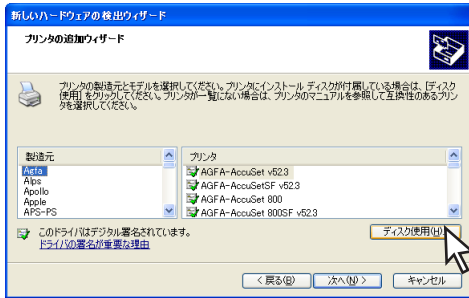 新しいハードウェアの検出ウィザード
プリンタの追加ウィザード
プリンタの製造元とモデルを選択してください。プリンタにインストール ディスクが付属している場合は、[ディスク
使用] をクリックしてください。プリンタが一覧にない場合は、プリンタのマニュアルを参照して互換性のあるプリン
タを選択してください。
製造元
Agfa
Alps
Apollo
Apple
APS-PS
プリンタ
AGFA-AccuSet v52.3
AGFA-AccuSetSF v52.3
AGFA-AccuSet 800
AGFA-AccuSet 800SF v52.3
このドライバはデジタル署名されています。
ドライバの署名が重要な理由
ディスク使用(H)...
< 戻る(B)
次へ(N) >
キャンセル